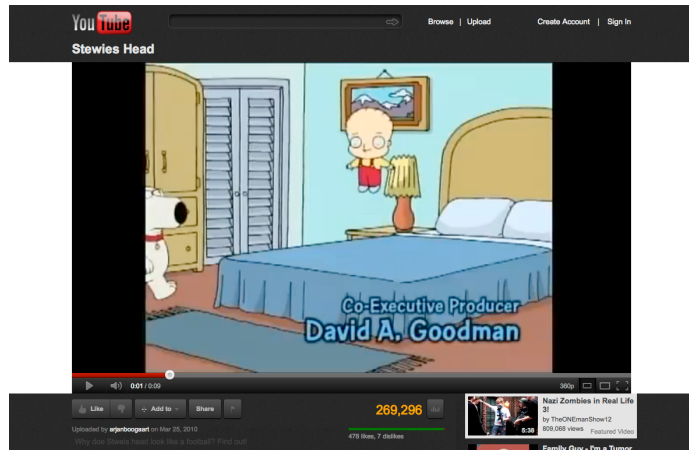 YouTube
Browse | Upload
Create Account | Sign In
Stewies Head
Co-Executive Producer
David A. Goodman
0:01 / 0:09
360p
Like
Add to
Share
269,296
Uploaded by arjanboogaart on Mar 25, 2010
478 likes, 7 dislikes
Why doe Stweis head look like a football? Find out!
5:38
Nazi Zombies in Real Life
3!
by TheONEmanShow12
809,068 views
Featured Video
Family Guy - I'm a Tumor